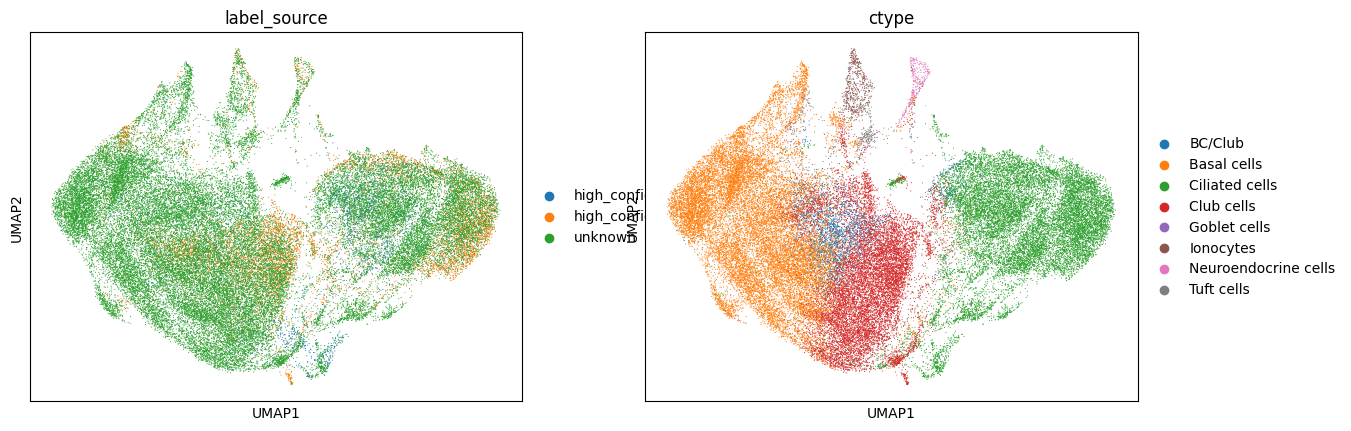 label_source
ctype
UMAP2
UMAP1
high_confi
high_confi
unknown
UMAP2
UMAP1
BC/Club
Basal cells
Ciliated cells
Club cells
Goblet cells
Ionocytes
Neuroendocrine cells
Tuft cells